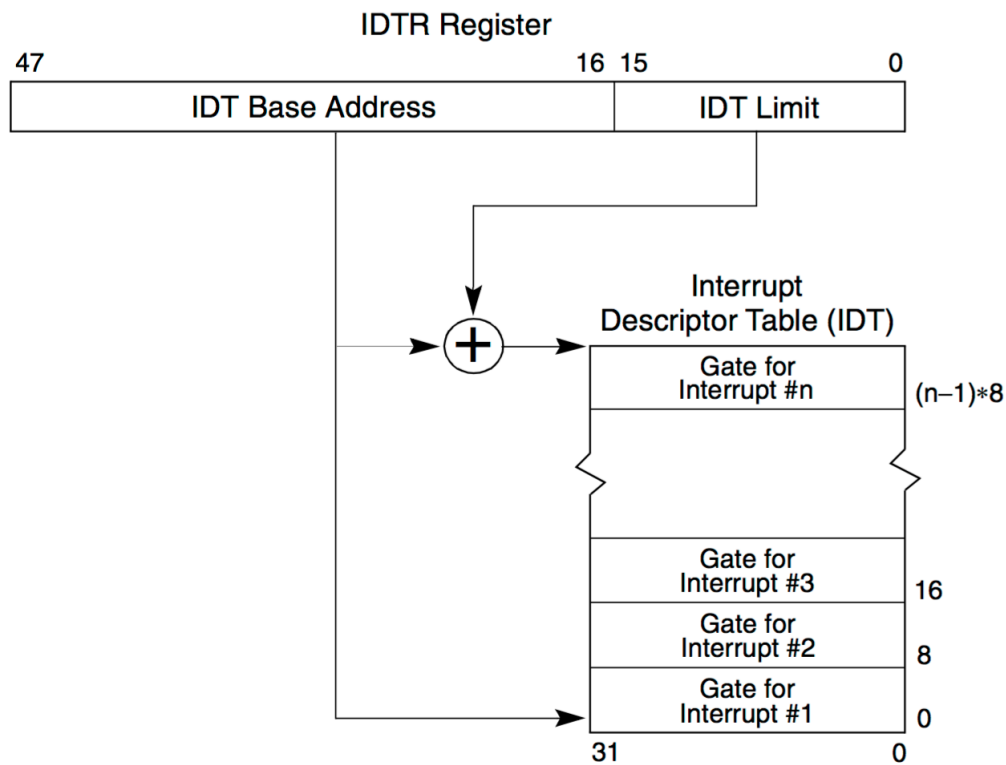 IDTR Register
47 16 15 0
IDT Base Address IDT Limit
Interrupt
Descriptor Table (IDT)
+
Gate for
Interrupt #n
(n–1)∗8
Gate for
Interrupt #3
16
Gate for
Interrupt #2
8
Gate for
Interrupt #1
0
31 0